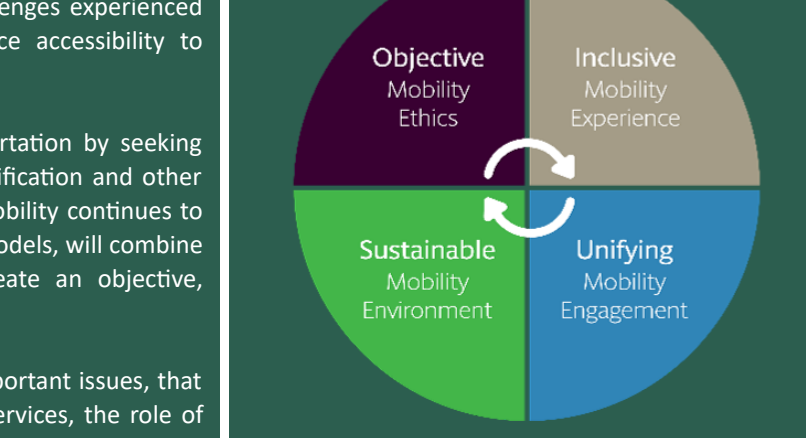 enges experienced
ce accessibility to
rtation by seeking
ification and other
obility continues to
odels, will combine
eate an objective,
portant issues, that
ervices, the role of
Objective
Mobility
Ethics
Inclusive
Mobility
Experience
Sustainable
Mobility
Environment
Unifying
Mobility
Engagement